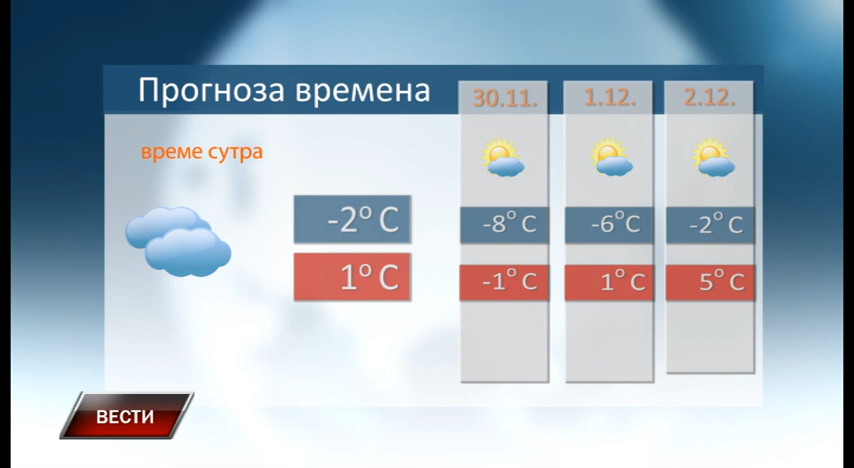 Прогноза времена
30.11.
1.12.
2.12.
време сутра
-2° C
1° C
-8° C
-6°C
-2° C
-1° C
1° C
5° C
ВЕСТИ